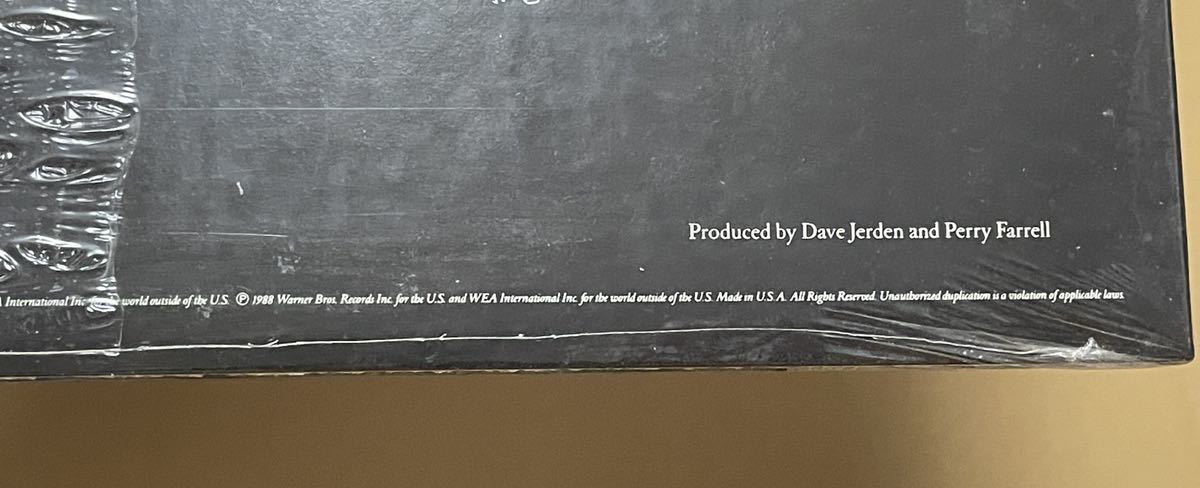 Produced by Dave Jerden and Perry Farrell
International Inc. for the world outside of the U.S. ℗ 1988 Warner Bros. Records Inc. for the U.S. and WEA International Inc. for the world outside of the U.S. Made in U.S.A. All Rights Reserved. Unauthorized duplication is a violation of applicable laws.